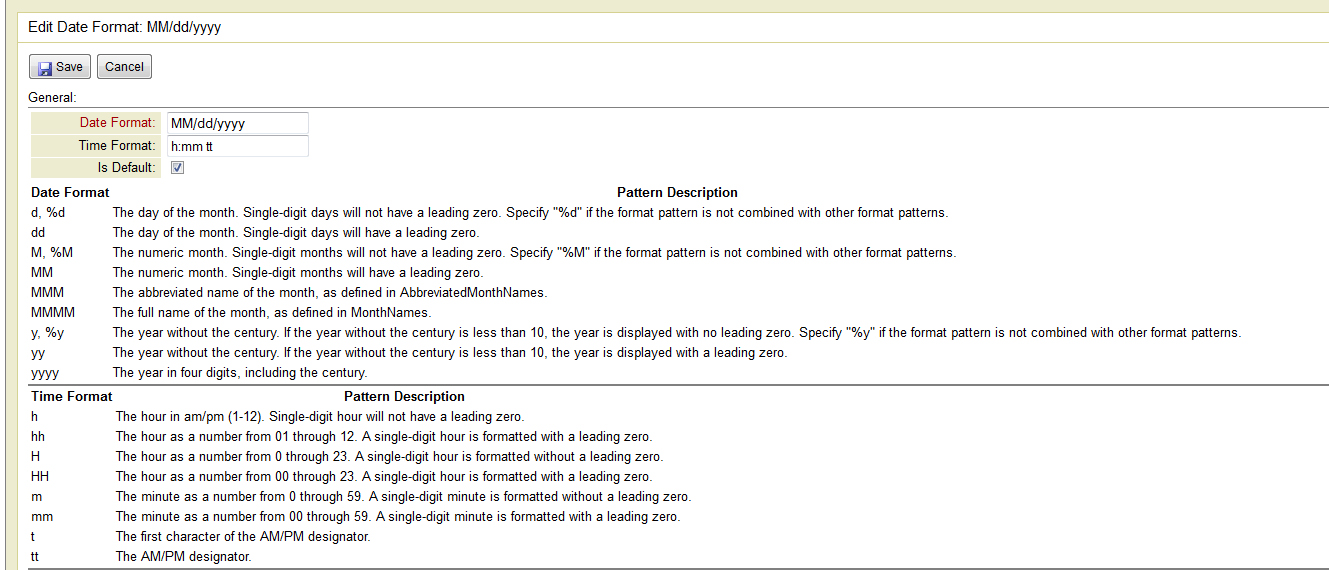 Edit Date Format: MM/dd/yyyy
Save Cancel
General:
Date Format: MM/dd/yyyy
Time Format: h:mm tt
Is Default:
Date Format Pattern Description
d, %d The day of the month. Single-digit days will not have a leading zero. Specify "%d" if the format pattern is not combined with other format patterns.
dd The day of the month. Single-digit days will have a leading zero.
M, %M The numeric month. Single-digit months will not have a leading zero. Specify "%M" if the format pattern is not combined with other format patterns.
MM The numeric month. Single-digit months will have a leading zero.
MMM The abbreviated name of the month, as defined in AbbreviatedMonthNames.
MMMM The full name of the month, as defined in MonthNames.
y, %y The year without the century. If the year without the century is less than 10, the year is displayed with no leading zero. Specify "%y" if the format pattern is not combined with other format patterns.
yy The year without the century. If the year without the century is less than 10, the year is displayed with a leading zero.
yyyy The year in four digits, including the century.
Time Format Pattern Description
h The hour in am/pm (1-12). Single-digit hour will not have a leading zero.
hh The hour as a number from 01 through 12. A single-digit hour is formatted with a leading zero.
H The hour as a number from 0 through 23. A single-digit hour is formatted without a leading zero.
HH The hour as a number from 00 through 23. A single-digit hour is formatted with a leading zero.
m The minute as a number from 0 through 59. A single-digit minute is formatted without a leading zero.
mm The minute as a number from 00 through 59. A single-digit minute is formatted with a leading zero.
t The first character of the AM/PM designator.
tt The AM/PM designator.